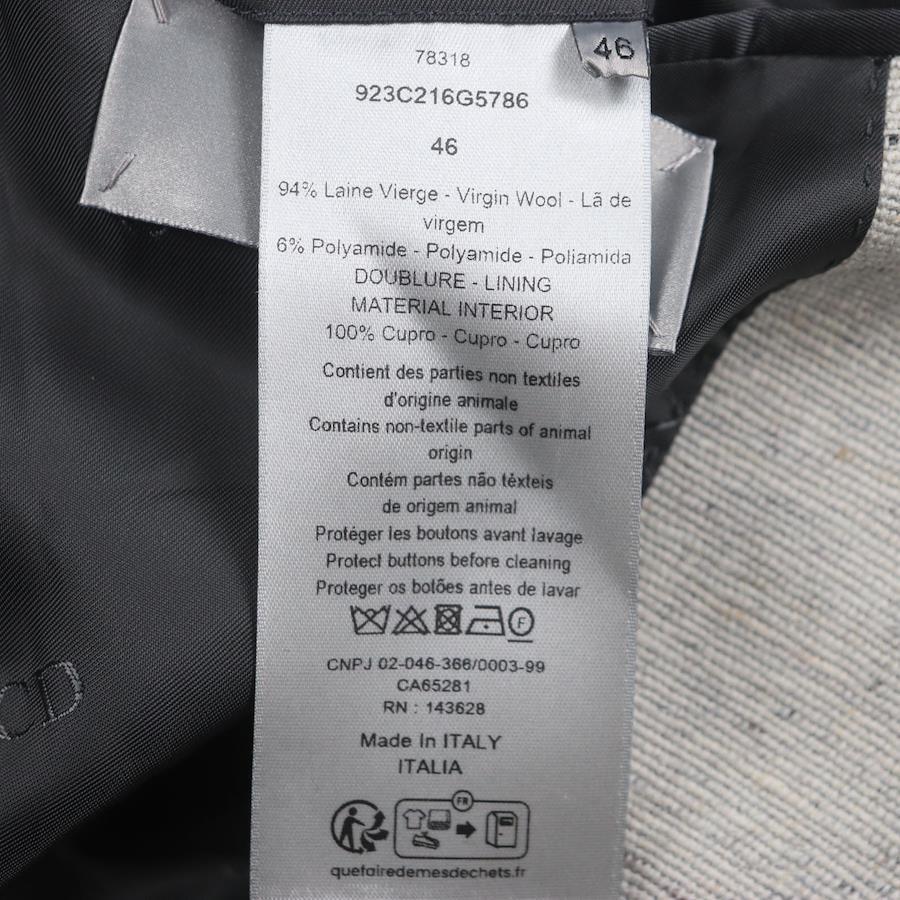 46
78318
923C216G5786
46
94% Laine Vierge - Virgin Wool - Lã de
virgem
6% Polyamide - Polyamide - Poliamida
DOUBLURE - LINING
MATERIAL INTERIOR
100% Cupro - Cupro - Cupro
Contient des parties non textiles
d'origine animale
Contains non-textile parts of animal
origin
Contém partes não têxteis
de origem animal
Protéger les boutons avant lavage
Protect buttons before cleaning
Proteger os botões antes de lavar
F
CNPJ 02-046-366/0003-99
CA65281
RN : 143628
Made In ITALY
ITALIA
FR
quefairedemesdechets.fr
CD